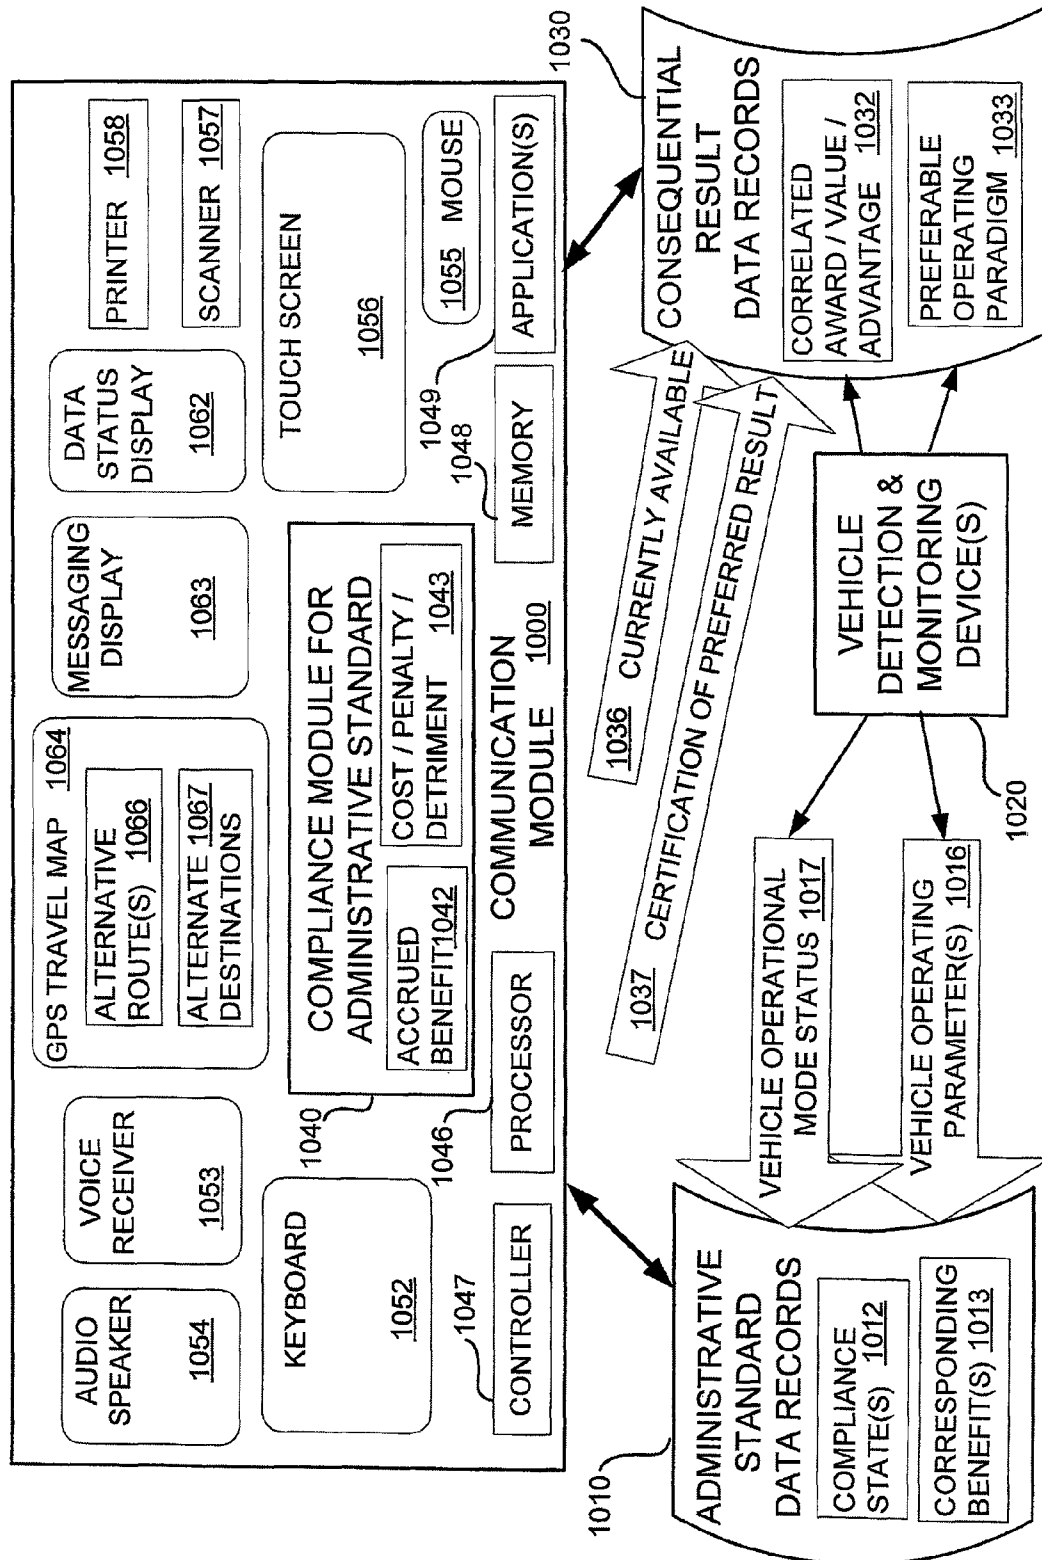 AUDIO
SPEAKER
1054
VOICE
RECEIVER
1053
GPS TRAVEL MAP 1064
ALTERNATIVE
ROUTE(S) 1066
ALTERNATE 1067
DESTINATIONS
MESSAGING
DISPLAY
1063
DATA
STATUS
DISPLAY
1062
PRINTER 1058
SCANNER 1057
KEYBOARD
1052
1040
COMPLIANCE MODULE FOR
ADMINISTRATIVE STANDARD
ACCRUED
BENEFIT 1042
COST / PENALTY /
DETRIMENT 1043
TOUCH SCREEN
1056
1055 MOUSE
1047
CONTROLLER
1046
PROCESSOR
COMMUNICATION
MODULE 1000
1048
MEMORY
1049
APPLICATION(S)
1010
ADMINISTRATIVE
STANDARD
DATA RECORDS
COMPLIANCE
STATE(S) 1012
CORRESPONDING
BENEFIT(S) 1013
1036 CURRENTLY AVAILABLE
1037 CERTIFICATION OF PREFERRED RESULT
VEHICLE OPERATIONAL
MODE STATUS 1017
VEHICLE OPERATING
PARAMETER(S) 1016
1020
VEHICLE
DETECTION &
MONITORING
DEVICE(S)
1030
CONSEQUENTIAL
RESULT
DATA RECORDS
CORRELATED
AWARD / VALUE /
ADVANTAGE 1032
PREFERABLE
OPERATING
PARADIGM 1033